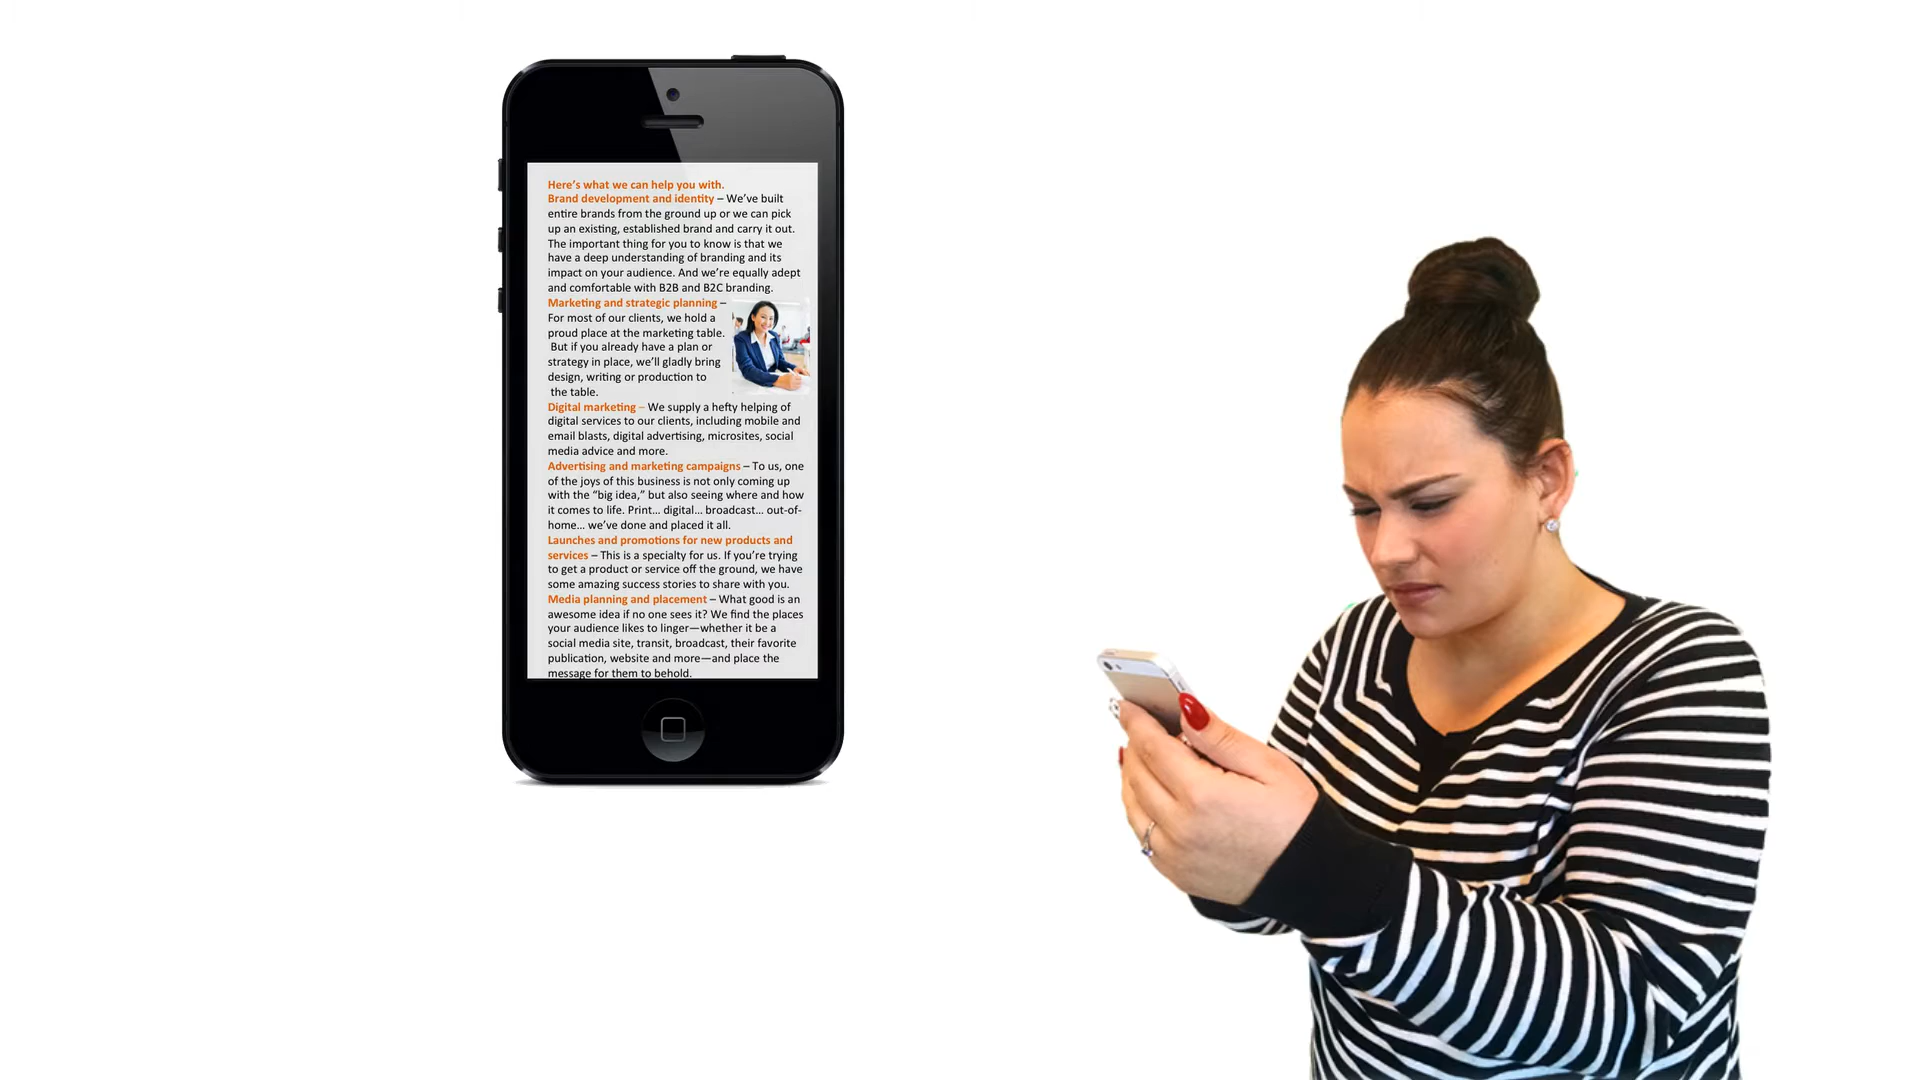 Here’s what we can help you with.
Brand development and identity – We’ve built
entire brands from the ground up or we can pick
up an existing, established brand and carry it out.
The important thing for you to know is that we
have a deep understanding of branding and its
impact on your audience. And we’re equally adept
and comfortable with B2B and B2C branding.
Marketing and strategic planning –
For most of our clients, we hold a
proud place at the marketing table.
But if you already have a plan or
strategy in place, we’ll gladly bring
design, writing or production to
the table.
Digital marketing – We supply a hefty helping of
digital services to our clients, including mobile and
email blasts, digital advertising, microsites, social
media advice and more.
Advertising and marketing campaigns – To us, one
of the joys of this business is not only coming up
with the “big idea,” but also seeing where and how
it comes to life. Print... digital... broadcast... out-of-
home... we’ve done and placed it all.
Launches and promotions for new products and
services – This is a specialty for us. If you’re trying
to get a product or service off the ground, we have
some amazing success stories to share with you.
Media planning and placement – What good is an
awesome idea if no one sees it? We find the places
your audience likes to linger—whether it be a
social media site, transit, broadcast, their favorite
publication, website and more—and place the
message for them to behold.